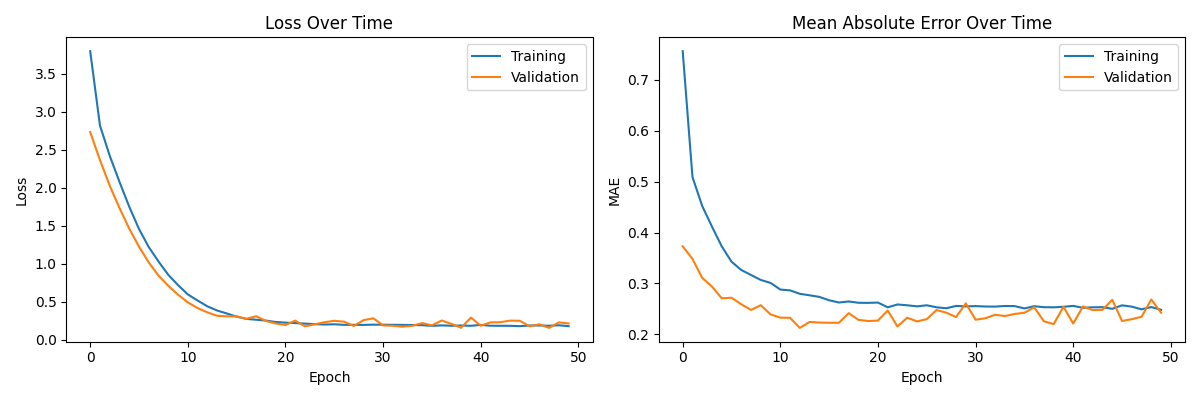 Loss Over Time
Loss
3.5
3.0
2.5
2.0
1.5
1.0
0.5
0.0
0 10 20 30 40 50
Epoch
Training
Validation
Mean Absolute Error Over Time
MAE
0.7
0.6
0.5
0.4
0.3
0.2
0 10 20 30 40 50
Epoch
Training
Validation